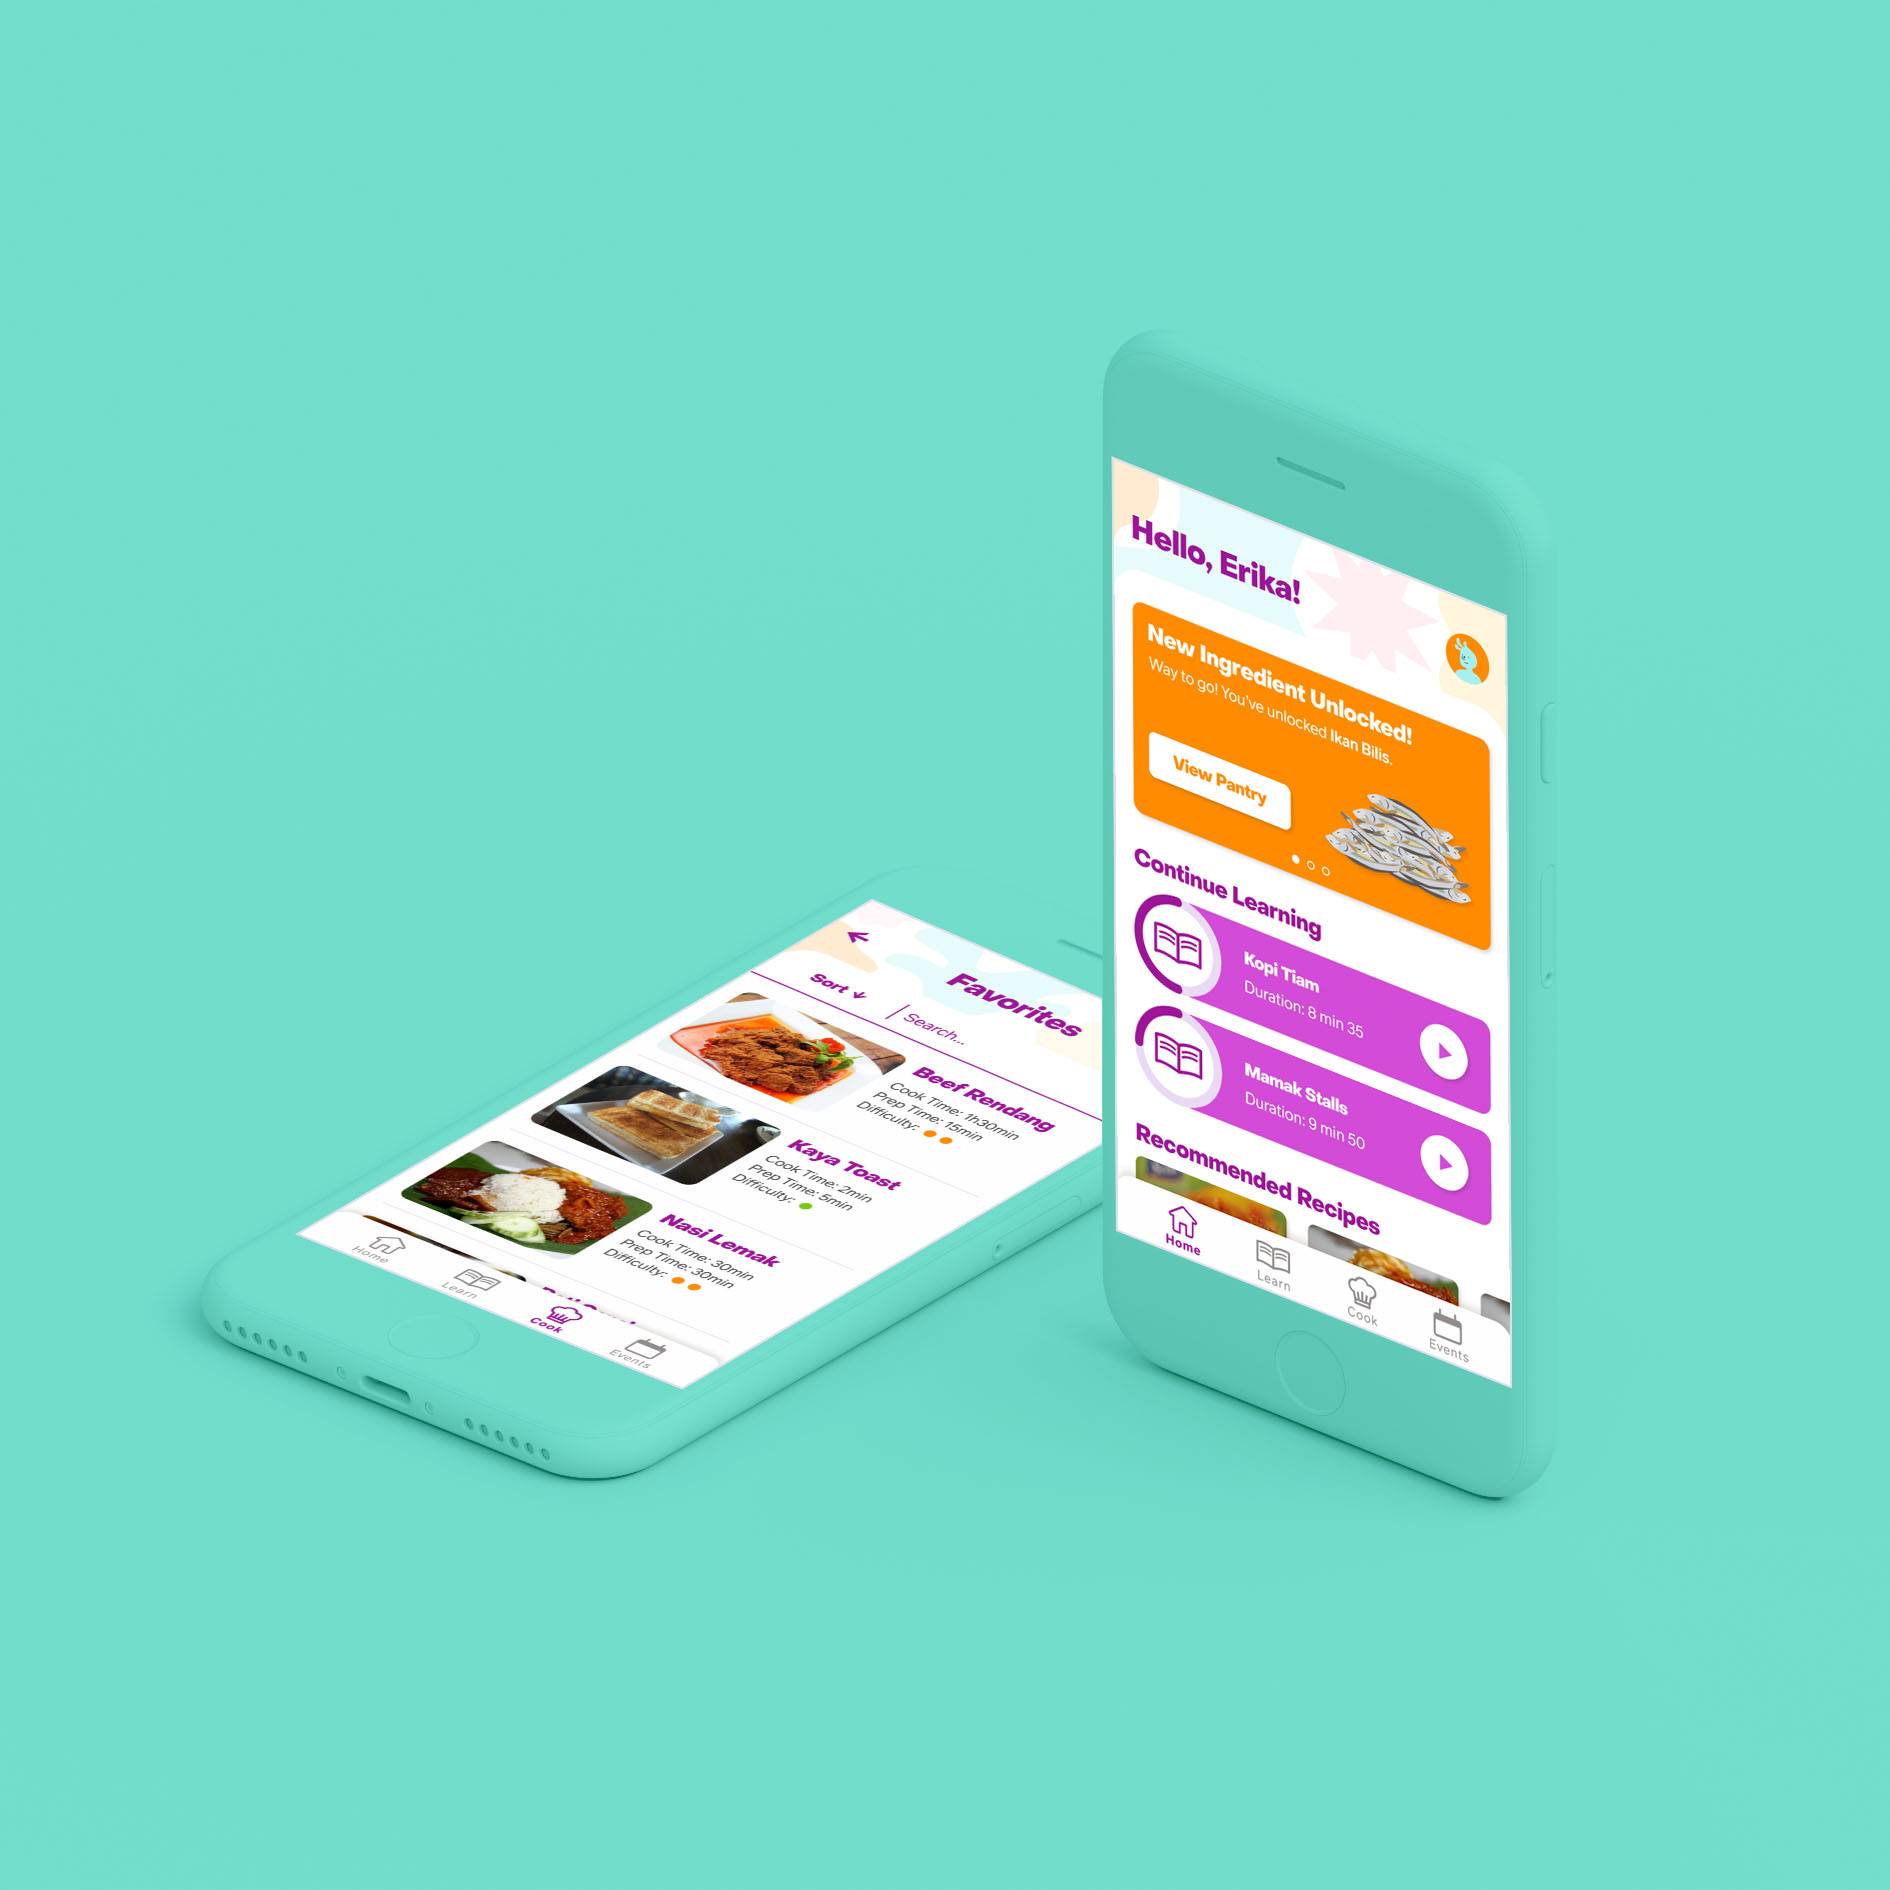 Favorites
Sort
Search...
Beef Rendang
Cook Time: 1h30min
Prep Time: 15min
Difficulty:
Kaya Toast
Cook Time: 2min
Prep Time: 5min
Difficulty:
Nasi Lemak
Cook Time: 30min
Prep Time: 30min
Difficulty:
Home
Learn
Cook
Events
Hello, Erika!
New Ingredient Unlocked!
Way to go! You've unlocked Ikan Bilis.
View Pantry
Continue Learning
Kopi Tiam
Duration: 8 min 35
Mamak Stalls
Duration: 9 min 50
Recommended Recipes
Home
Learn
Cook
Events